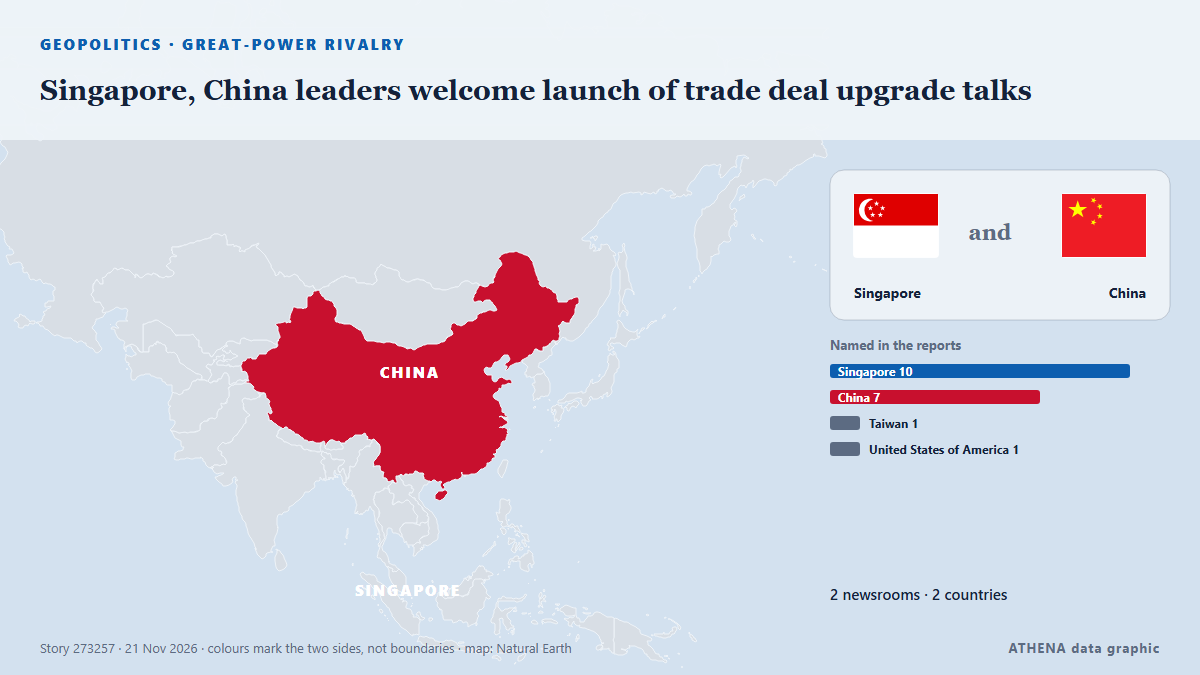 GEOPOLITICS · GREAT-POWER RIVALRY
Singapore, China leaders welcome launch of trade deal upgrade talks
and
Singapore
China
Named in the reports
Singapore 10
China 7
Taiwan 1
United States of America 1
CHINA
SINGAPORE
2 newsrooms · 2 countries
Story 273257 · 21 Nov 2026 · colours mark the two sides, not boundaries · map: Natural Earth
ATHENA data graphic